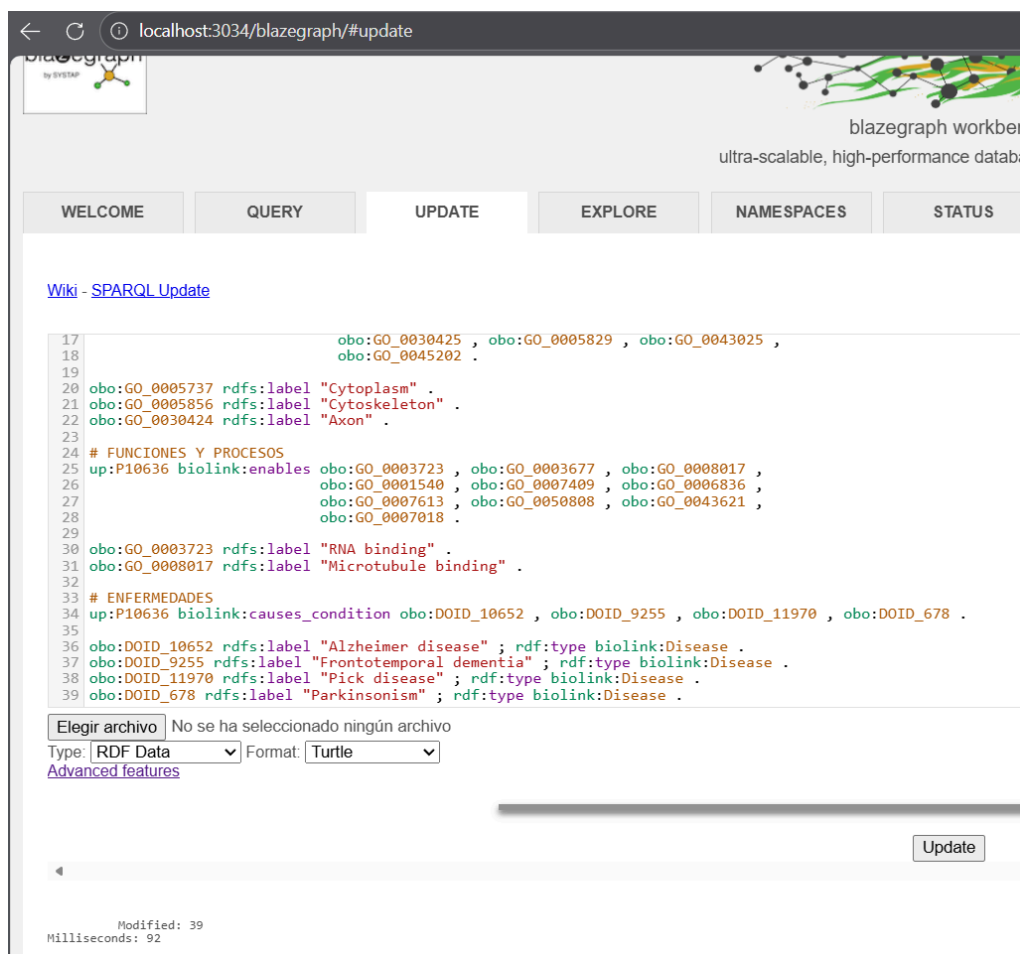 localhost:3034/blazegraph/#update
blazegraph
by SYSTAP
blazegraph workben
ultra-scalable, high-performance databa
WELCOME QUERY UPDATE EXPLORE NAMESPACES STATUS
Wiki - SPARQL Update
17 obo:GO_0030425 , obo:GO_0005829 , obo:GO_0043025 ,
18 obo:GO_0045202 .
19
20 obo:GO_0005737 rdfs:label "Cytoplasm" .
21 obo:GO_0005856 rdfs:label "Cytoskeleton" .
22 obo:GO_0030424 rdfs:label "Axon" .
23
24 # FUNCIONES Y PROCESOS
25 up:P10636 biolink:enables obo:GO_0003723 , obo:GO_0003677 , obo:GO_0008017 ,
26 obo:GO_0001540 , obo:GO_0007409 , obo:GO_0006836 ,
27 obo:GO_0007613 , obo:GO_0050808 , obo:GO_0043621 ,
28 obo:GO_0007018 .
29
30 obo:GO_0003723 rdfs:label "RNA binding" .
31 obo:GO_0008017 rdfs:label "Microtubule binding" .
32
33 # ENFERMEDADES
34 up:P10636 biolink:causes_condition obo:DOID_10652 , obo:DOID_9255 , obo:DOID_11970 , obo:DOID_678 .
35
36 obo:DOID_10652 rdfs:label "Alzheimer disease" ; rdf:type biolink:Disease .
37 obo:DOID_9255 rdfs:label "Frontotemporal dementia" ; rdf:type biolink:Disease .
38 obo:DOID_11970 rdfs:label "Pick disease" ; rdf:type biolink:Disease .
39 obo:DOID_678 rdfs:label "Parkinsonism" ; rdf:type biolink:Disease .
Elegir archivo No se ha seleccionado ningún archivo
Type: RDF Data Format: Turtle
Advanced features
Update
Modified: 39
Milliseconds: 92